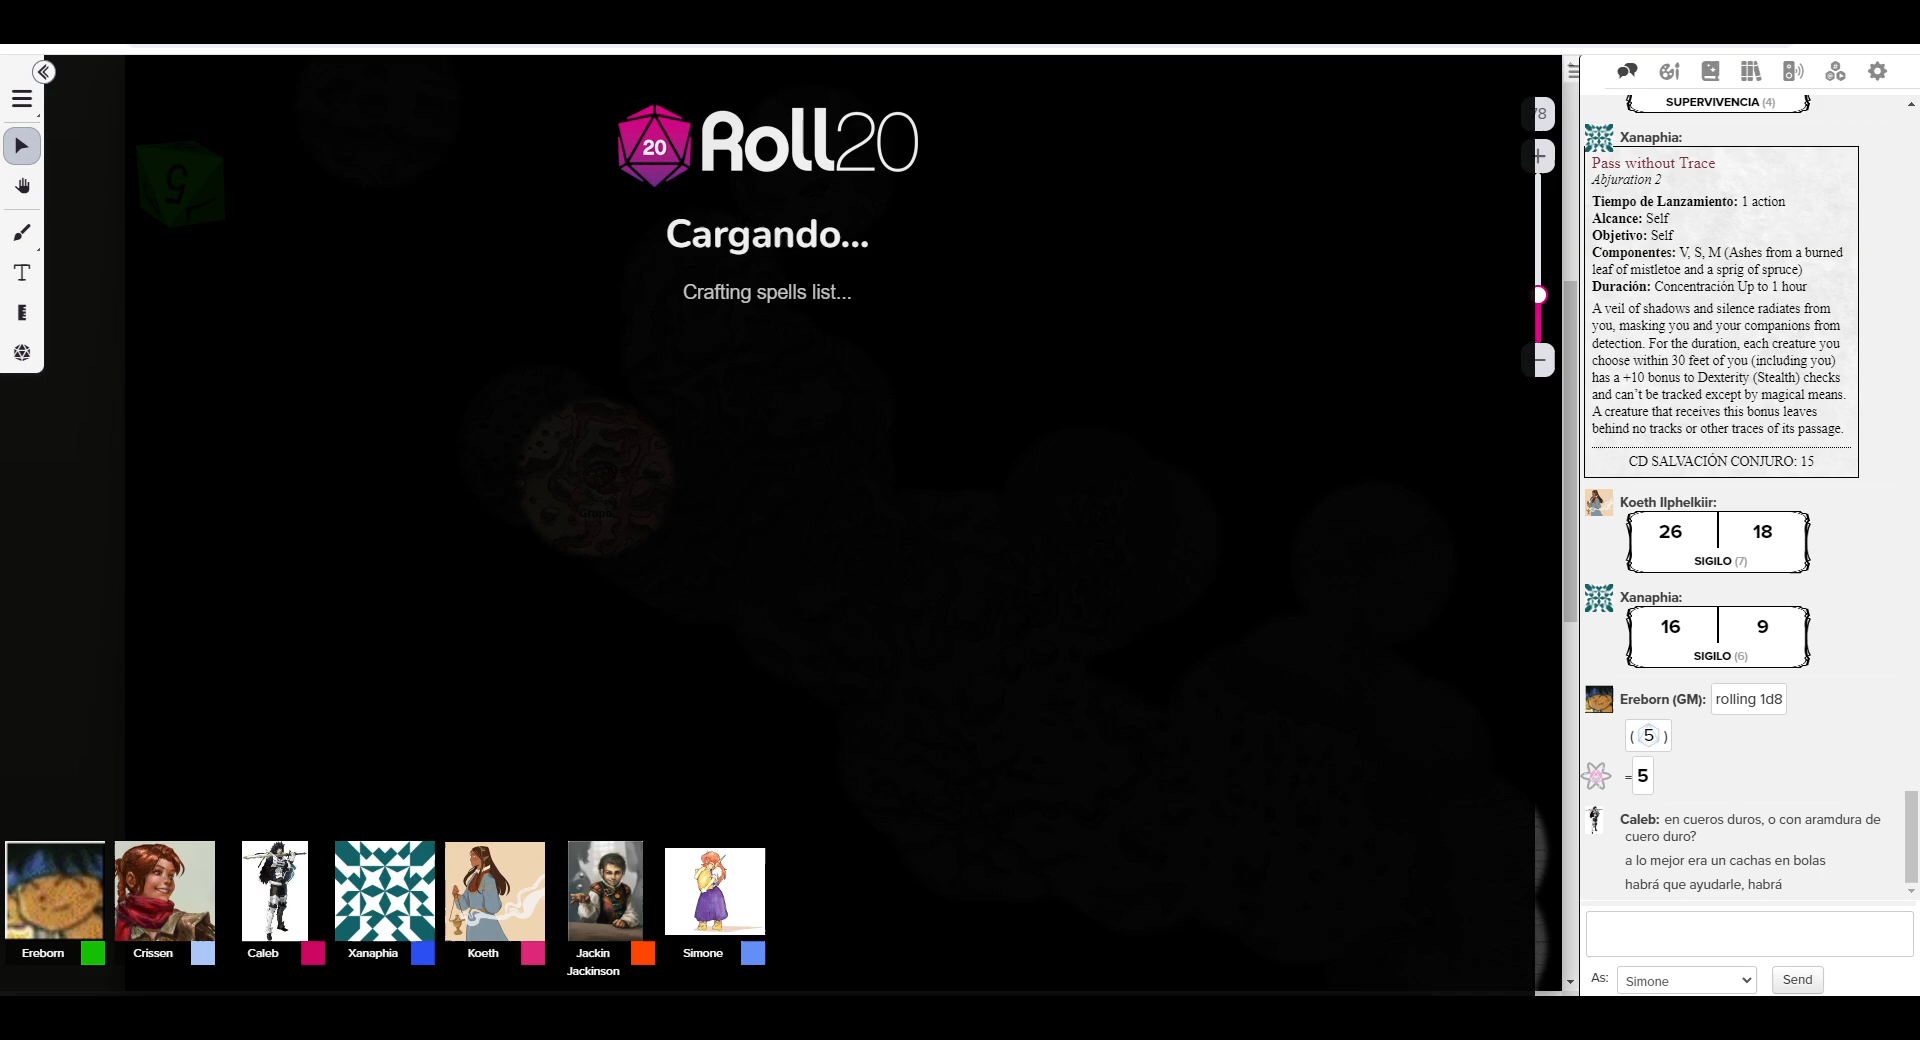 20
Roll20
Cargando...
Crafting spells list...
5
Ereborn
Crissen
Caleb
Xanaphia
Koeth
Jackin
Jackinson
Simone
SUPERVIVENCIA (4)
Xanaphia:
Pass without Trace
Abjuration 2
Tiempo de Lanzamiento: 1 action
Alcance: Self
Objetivo: Self
Componentes: V, S, M (Ashes from a burned
leaf of mistletoe and a sprig of spruce)
Duración: Concentración Up to 1 hour
A veil of shadows and silence radiates from
you, masking you and your companions from
detection. For the duration, each creature you
choose within 30 feet of you (including you)
has a +10 bonus to Dexterity (Stealth) checks
and can't be tracked except by magical means.
A creature that receives this bonus leaves
behind no tracks or other traces of its passage.
CD SALVACIÓN CONJURO: 15
Koeth Ilphelkiir:
26 18
SIGILO (7)
Xanaphia:
16 9
SIGILO (6)
Ereborn (GM): rolling 1d8
( 5 )
= 5
Caleb: en cueros duros, o con aramdura de
cuero duro?
a lo mejor era un cachas en bolas
habrá que ayudarle, habrá
As: Simone Send